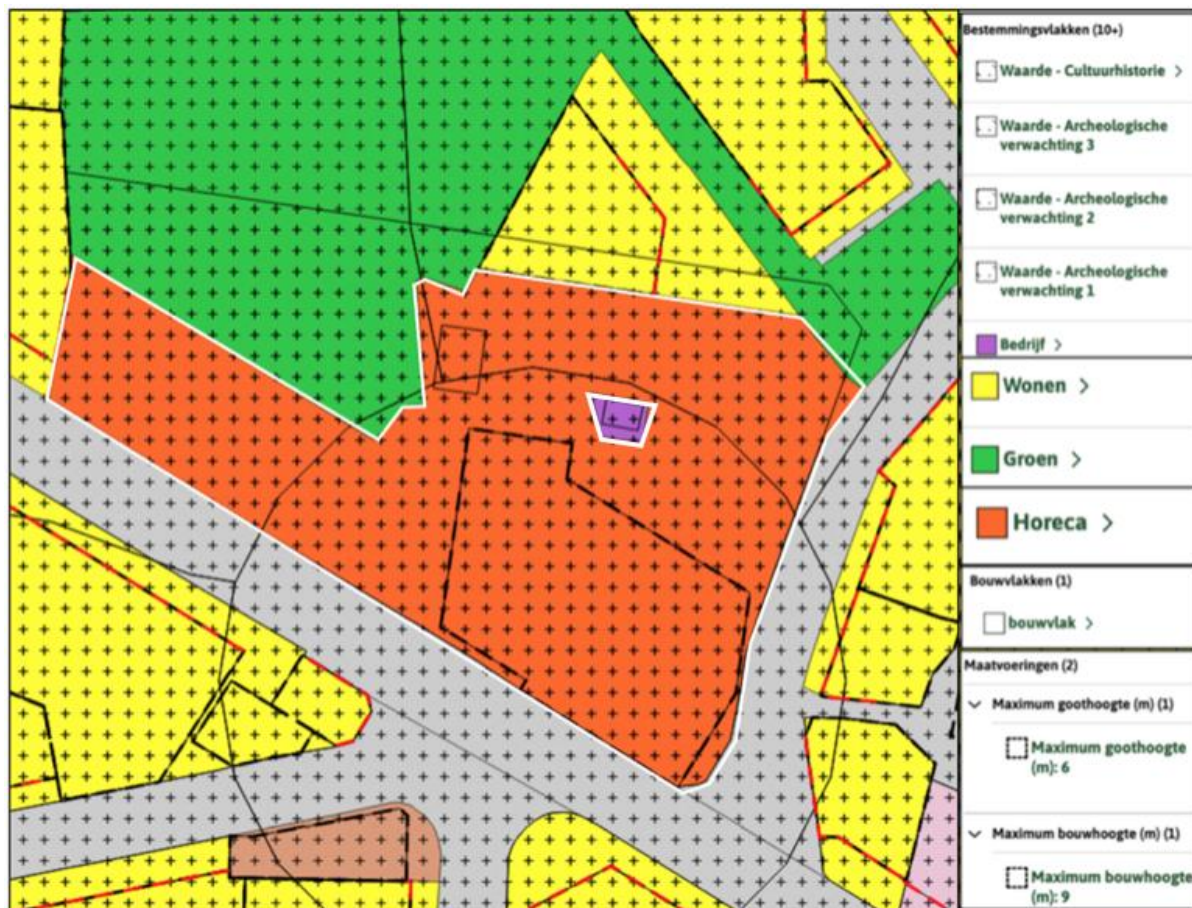 Bestemmingsvlakken (10+)
Waarde - Cultuurhistorie >
Waarde - Archeologische
verwachting 3
Waarde - Archeologische
verwachting 2
Waarde - Archeologische
verwachting 1
Bedrijf >
Wonen >
Groen >
Horeca >
Bouwvlakken (1)
bouwvlak >
Maatvoeringen (2)
Maximum goothoogte (m) (1)
Maximum goothoogte
(m): 6
Maximum bouwhoogte (m) (1)
Maximum bouwhoogte
(m): 9